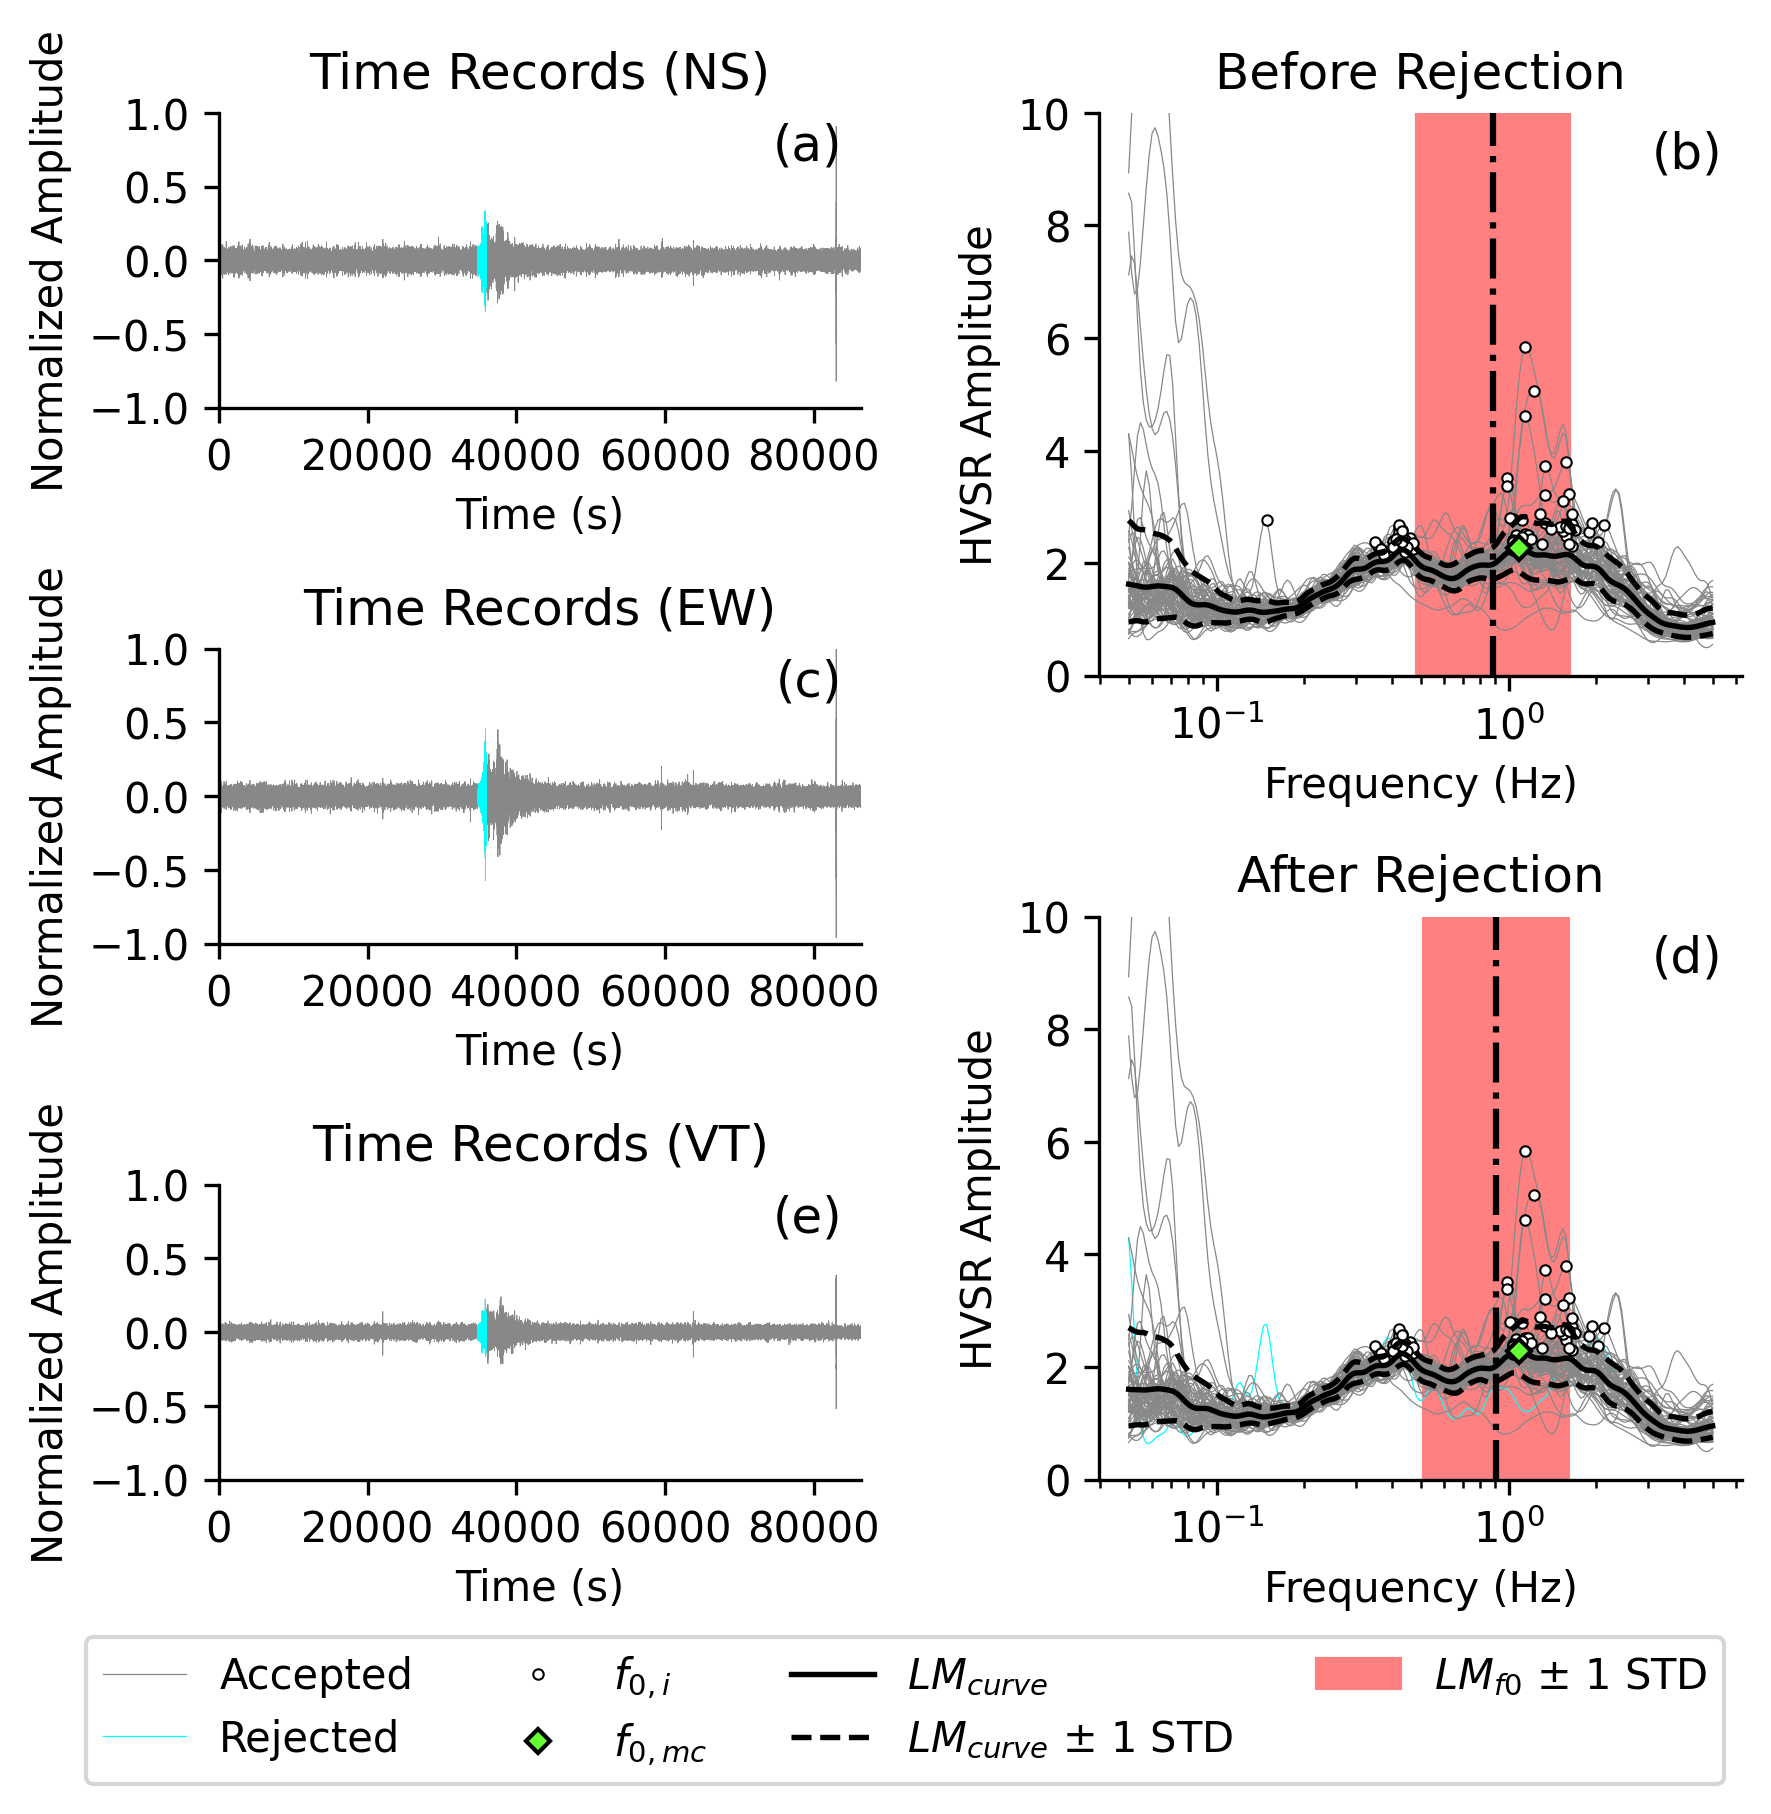 Time Records (NS)
(a)
Normalized Amplitude
1.0
0.5
0.0
−0.5
−1.0
0 20000 40000 60000 80000
Time (s)
Before Rejection
(b)
HVSR Amplitude
10
8
6
4
2
0
10⁻¹ 10⁰
Frequency (Hz)
Time Records (EW)
(c)
Normalized Amplitude
1.0
0.5
0.0
−0.5
−1.0
0 20000 40000 60000 80000
Time (s)
After Rejection
(d)
HVSR Amplitude
10
8
6
4
2
0
10⁻¹ 10⁰
Frequency (Hz)
Time Records (VT)
(e)
Normalized Amplitude
1.0
0.5
0.0
−0.5
−1.0
0 20000 40000 60000 80000
Time (s)
Accepted f0,i LMcurve LMf0 ± 1 STD
Rejected f0,mc LMcurve ± 1 STD